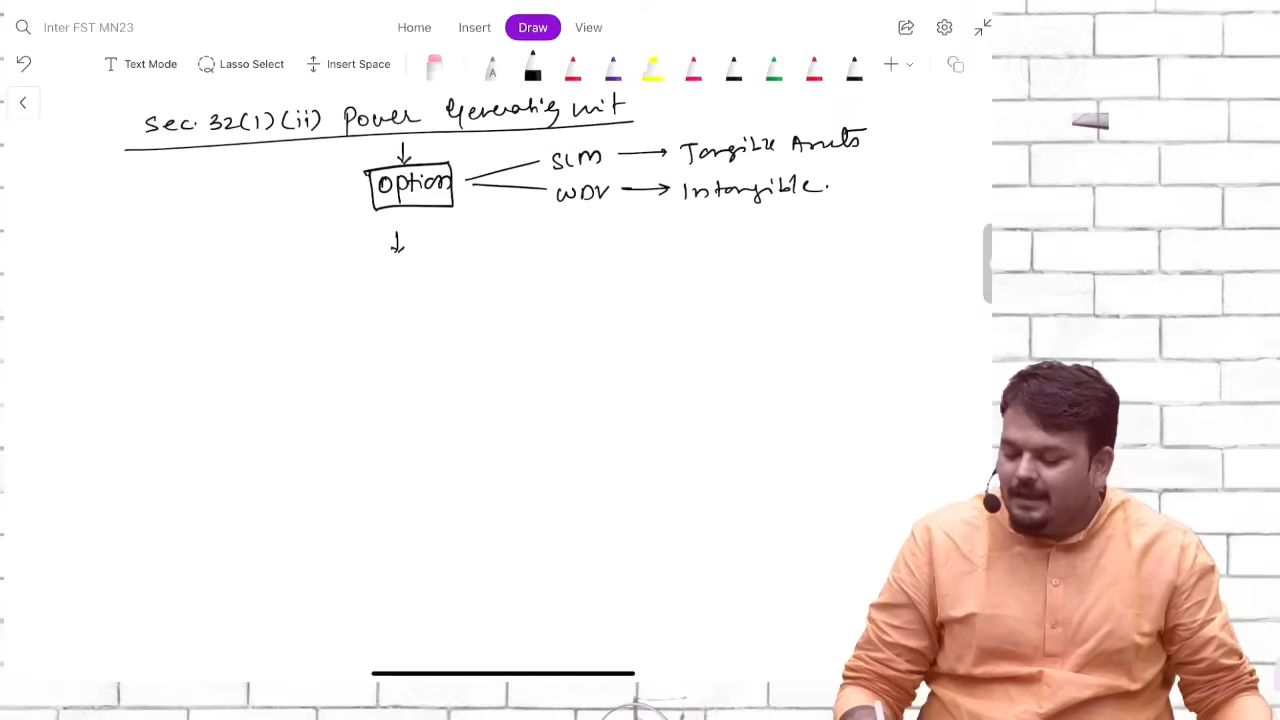 Inter FST MN23
Home Insert Draw View
Text Mode Lasso Select Insert Space
A
Sec. 32(1)(ii) Power Generating unit
option
SLM → Tangible Assets
WDV → Intangible.